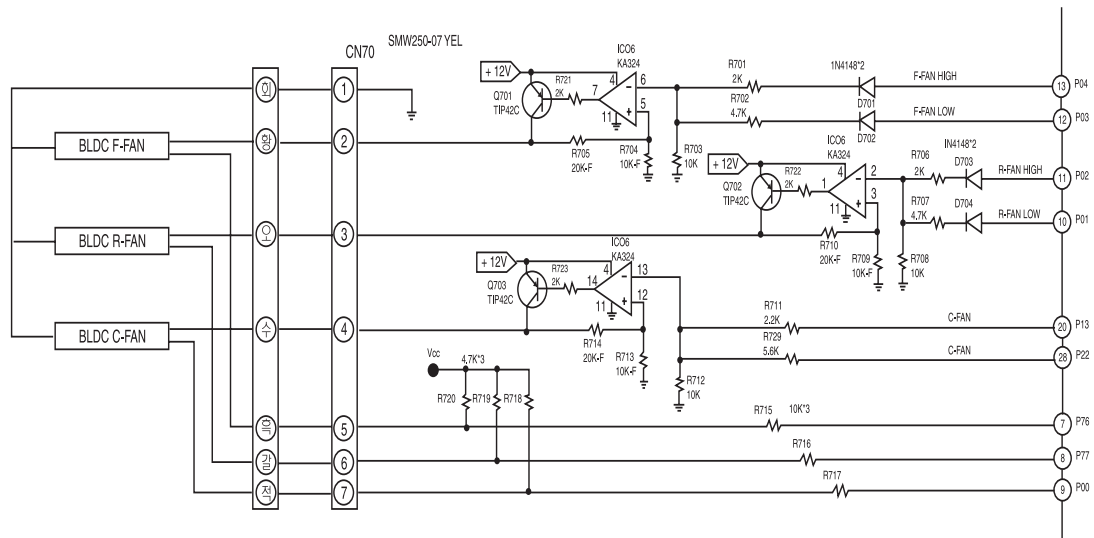 SMW250-07 YEL
CN70
ICO6
KA324
+ 12V
4
6
R701
2K
1N4148*2
F-FAN HIGH
13
P04
회
1
Q701
TIP42C
R721
2K
7
5
11
R702
4.7K
D701
F-FAN LOW
12
P03
D702
BLDC F-FAN
황
2
R705
20K-F
R704
10K-F
R703
10K
ICO6
KA324
+ 12V
4
2
R706
2K
IN4148*2
D703
R-FAN HIGH
11
P02
Q702
TIP42C
R722
2K
1
3
11
R707
4.7K
D704
R-FAN LOW
10
P01
BLDC R-FAN
오
3
R710
20K-F
R709
10K-F
R708
10K
ICO6
KA324
+ 12V
4
13
Q703
TIP42C
R723
2K
14
12
11
R711
2.2K
C-FAN
20
P13
BLDC C-FAN
수
4
R714
20K-F
R713
10K-F
R729
5.6K
C-FAN
28
P22
R712
10K
Vcc
4.7K*3
R720
R719
R718
흑
5
R715
10K*3
7
P76
갈
6
R716
8
P77
적
7
R717
9
P00